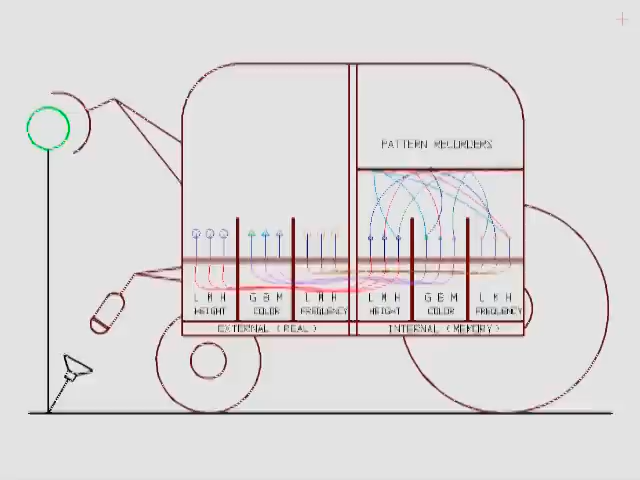 PATTERN RECORDERS
L M H G B M L M H L M H G B M L M H
HEIGHT COLOR FREQUENCY HEIGHT COLOR FREQUENCY
EXTERNAL (REAL) INTERNAL (MEMORY)